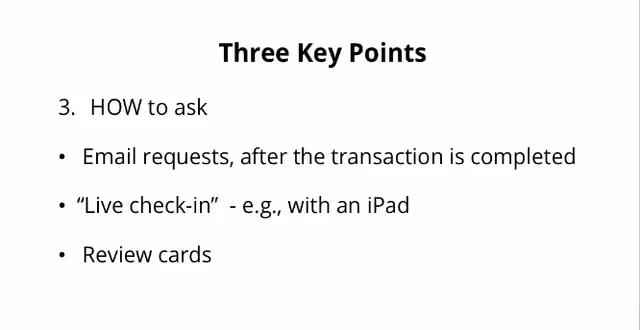 Three Key Points
3. HOW to ask
• Email requests, after the transaction is completed
• “Live check-in” - e.g., with an iPad
• Review cards